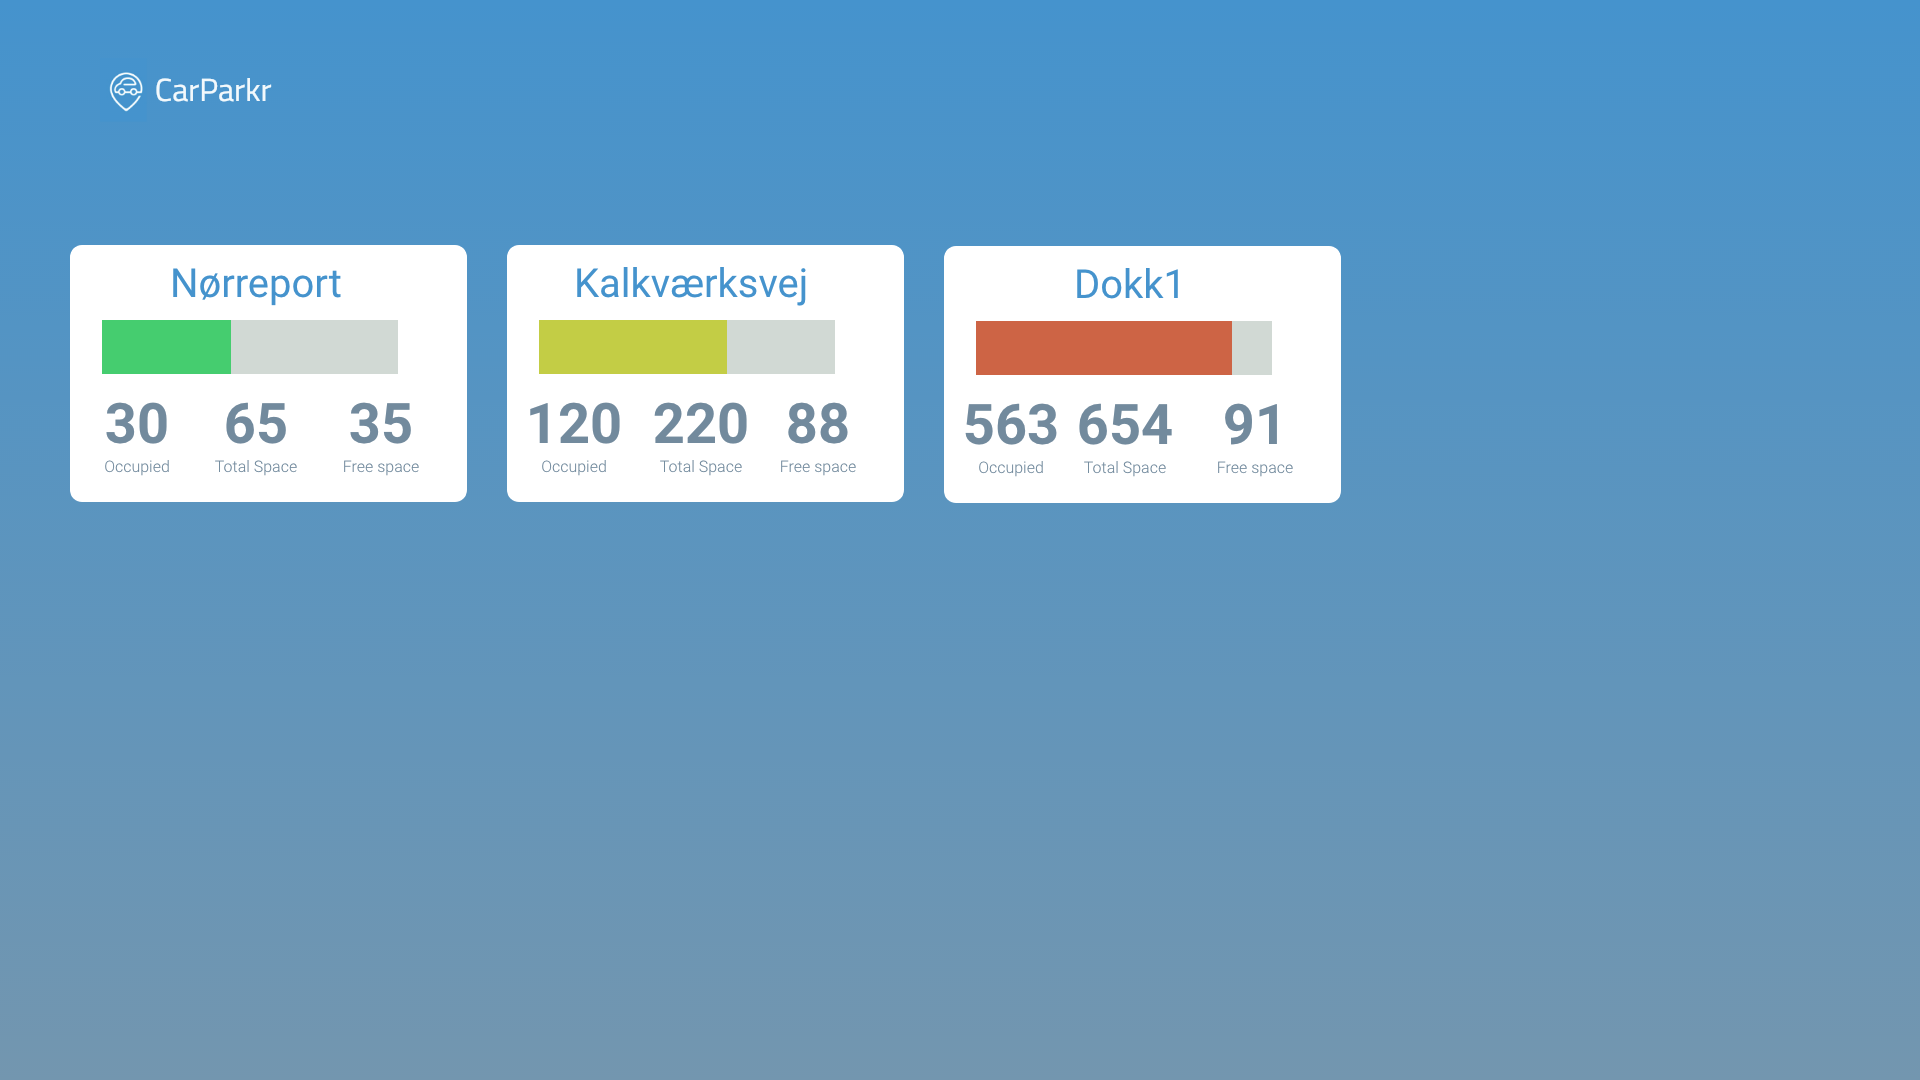 CarParkr
Nørreport
30 65 35
Occupied Total Space Free space
Kalkværksvej
120 220 88
Occupied Total Space Free space
Dokk1
563 654 91
Occupied Total Space Free space